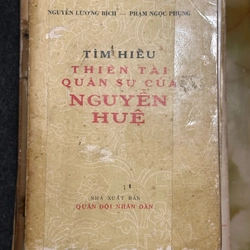 NGUYỄN LƯƠNG BÍCH — PHẠM NGỌC PHỤNG
TÌM HIỂU
THIÊN TÀI
QUÂN SỰ CỦA
NGUYỄN
HUỆ
NHÀ XUẤT BẢN
QUÂN ĐỘI NHÂN DÂN